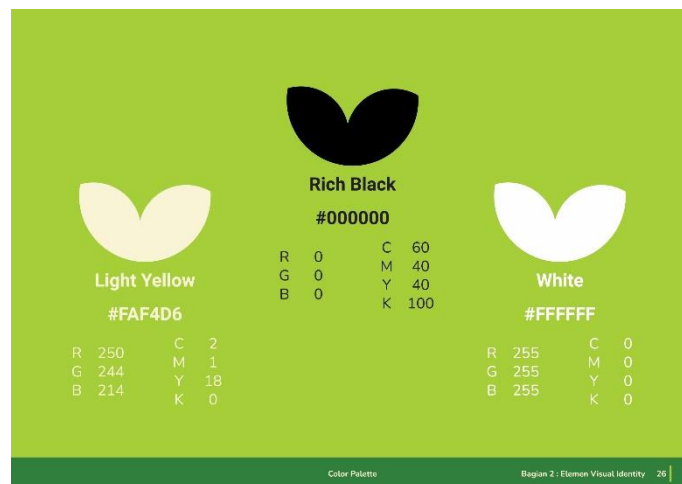 Rich Black
#000000
R 0
G 0
B 0
C 60
M 40
Y 40
K 100
Light Yellow
#FAF4D6
R 250
G 244
B 214
C 2
M 1
Y 18
K 0
White
#FFFFFF
R 255
G 255
B 255
C 0
M 0
Y 0
K 0
Color Palette
Bagian 2 : Elemen Visual Identity 26